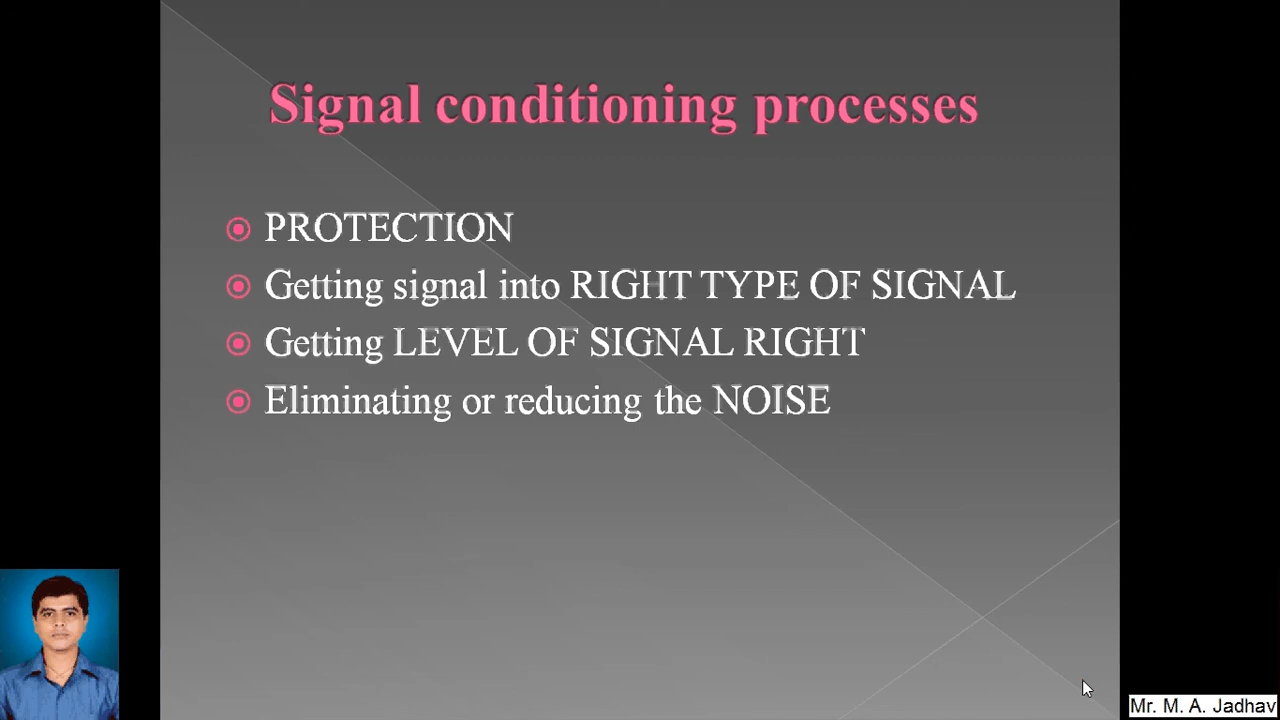 Signal conditioning processes
PROTECTION
Getting signal into RIGHT TYPE OF SIGNAL
Getting LEVEL OF SIGNAL RIGHT
Eliminating or reducing the NOISE
Mr. M. A. Jadhav